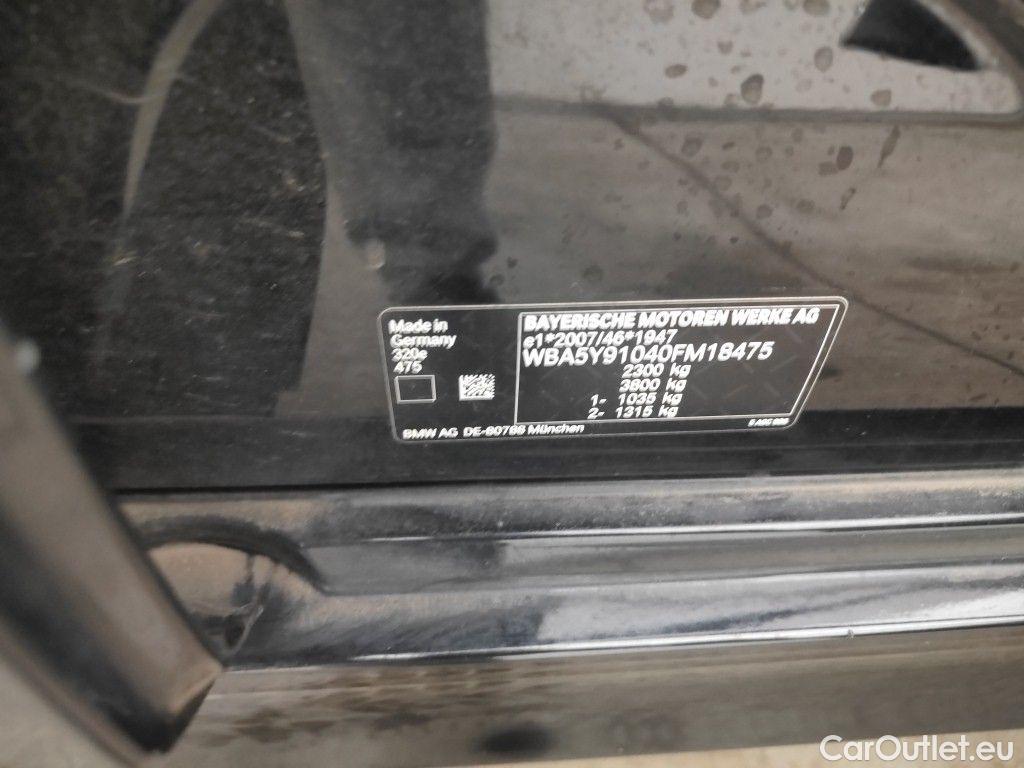 Made in
Germany
320e
475
BAYERISCHE MOTOREN WERKE AG
e1*2007/46*1947
WBA5Y91040FM18475
2300 kg
3800 kg
1- 1035 kg
2- 1315 kg
BMW AG DE-80788 München
CarOutlet.eu